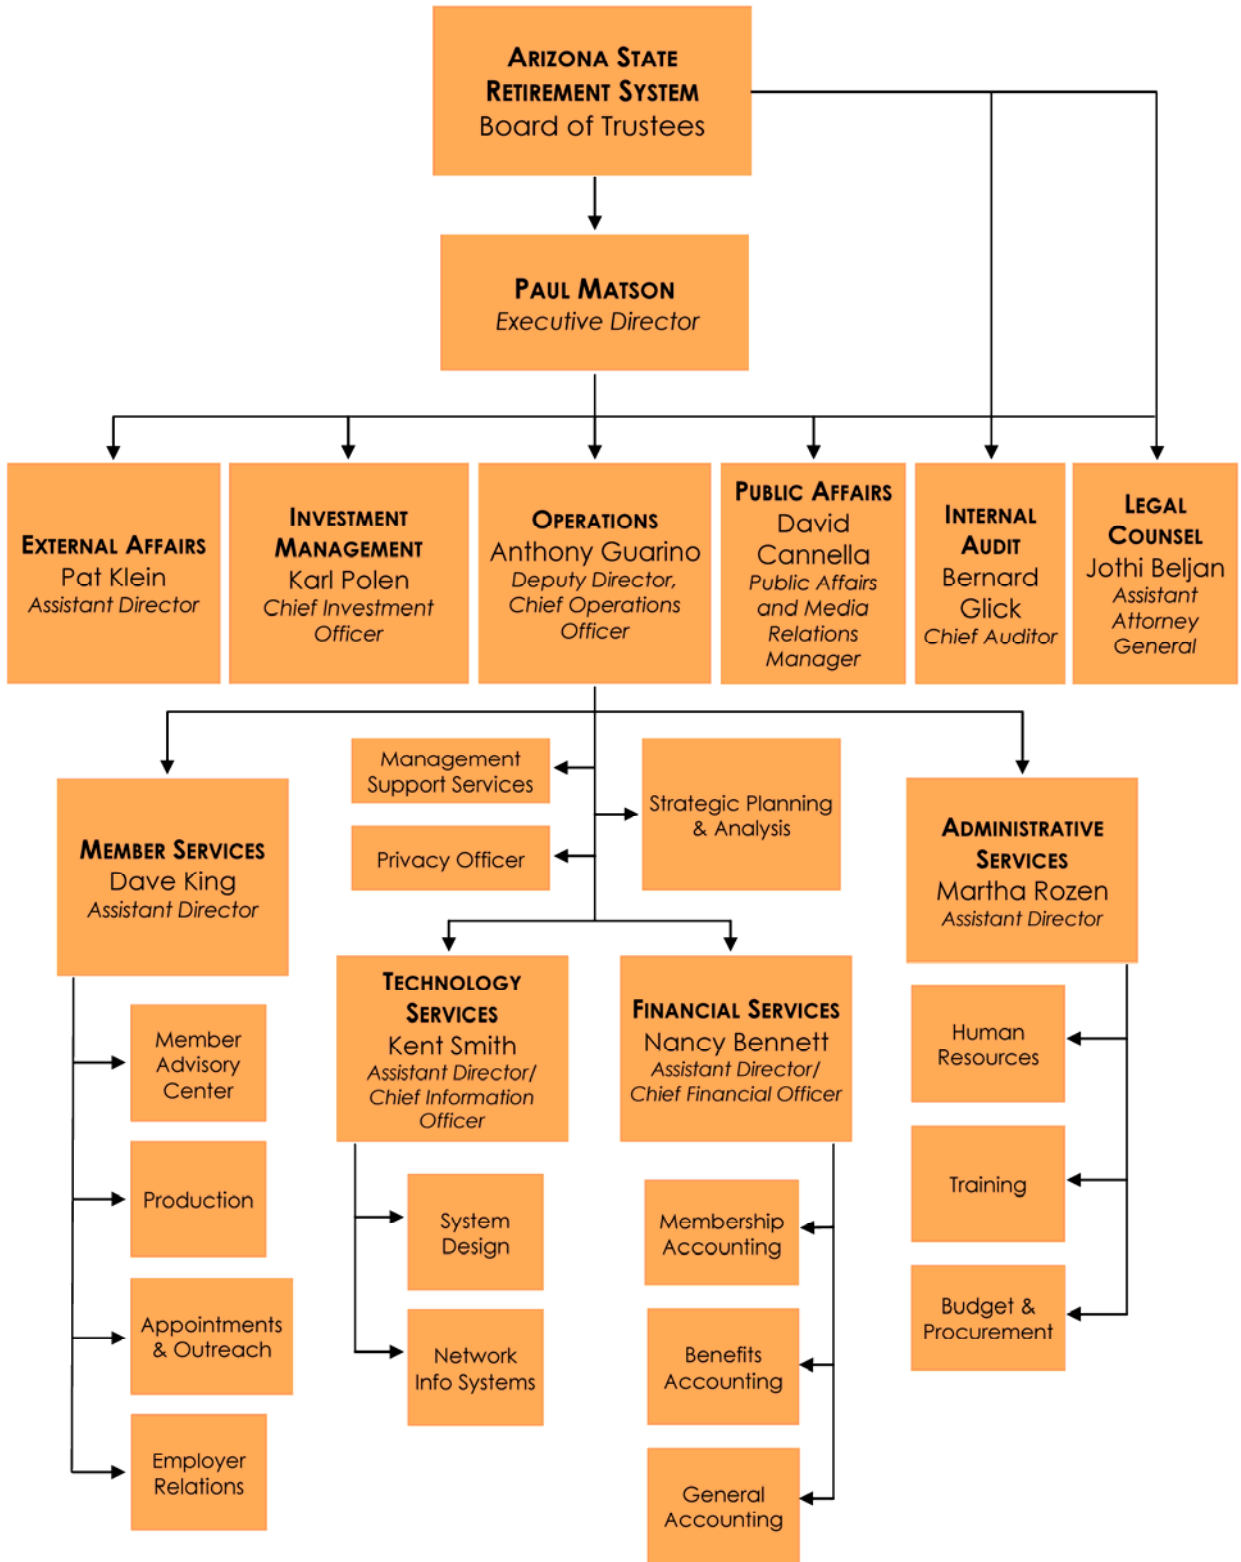 ARIZONA STATE
RETIREMENT SYSTEM
Board of Trustees
PAUL MATSON
Executive Director
EXTERNAL AFFAIRS
Pat Klein
Assistant Director
INVESTMENT
MANAGEMENT
Karl Polen
Chief Investment
Officer
OPERATIONS
Anthony Guarino
Deputy Director,
Chief Operations
Officer
PUBLIC AFFAIRS
David
Cannella
Public Affairs
and Media
Relations
Manager
INTERNAL
AUDIT
Bernard
Glick
Chief Auditor
LEGAL
COUNSEL
Jothi Beljan
Assistant
Attorney
General
Management
Support Services
Privacy Officer
Strategic Planning
& Analysis
MEMBER SERVICES
Dave King
Assistant Director
ADMINISTRATIVE
SERVICES
Martha Rozen
Assistant Director
TECHNOLOGY
SERVICES
Kent Smith
Assistant Director/
Chief Information
Officer
FINANCIAL SERVICES
Nancy Bennett
Assistant Director/
Chief Financial Officer
Member
Advisory
Center
Production
Appointments
& Outreach
Employer
Relations
System
Design
Network
Info Systems
Membership
Accounting
Benefits
Accounting
General
Accounting
Human
Resources
Training
Budget &
Procurement